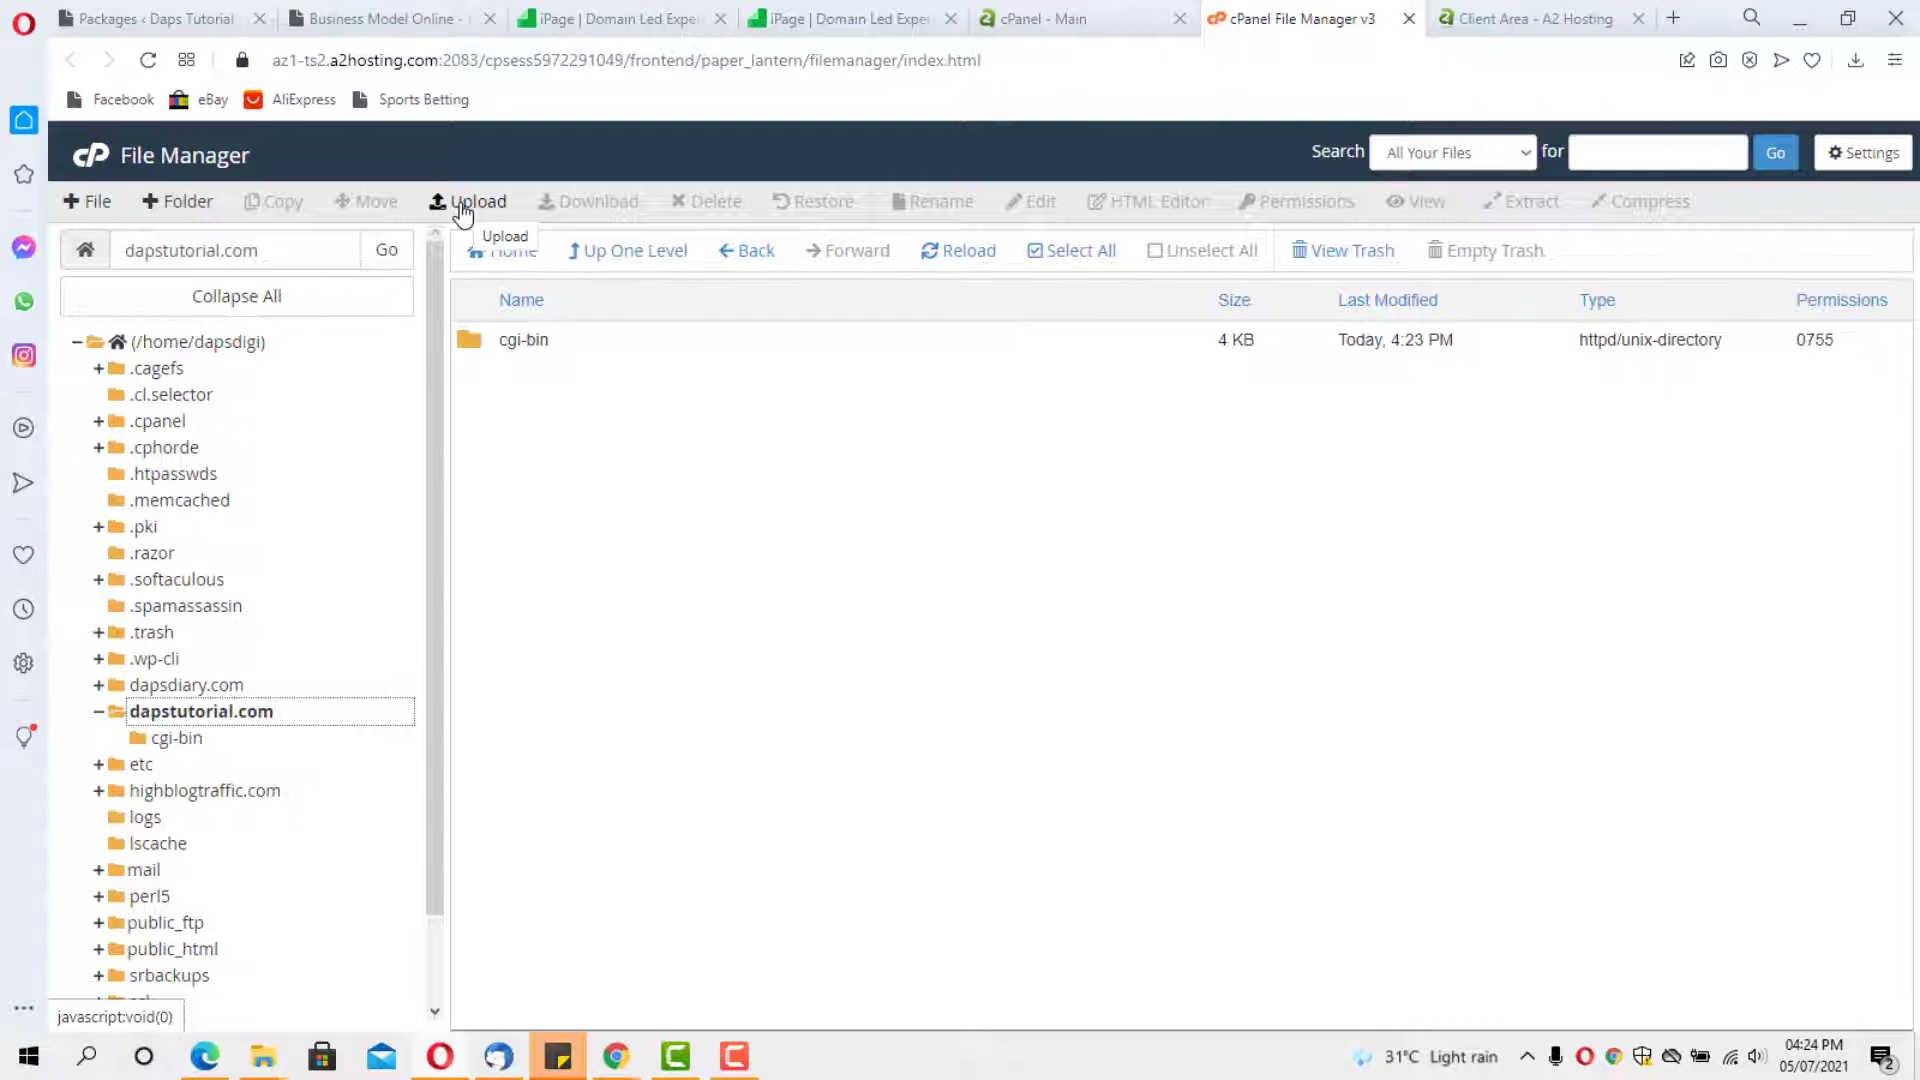 Packages ‹ Daps Tutorial
Business Model Online -
iPage | Domain Led Expe
iPage | Domain Led Expe
cPanel - Main
cPanel File Manager v3
Client Area - A2 Hosting
az1-ts2.a2hosting.com:2083/cpsess5972291049/frontend/paper_lantern/filemanager/index.html
Facebook
eBay
AliExpress
Sports Betting
cP File Manager
Search
All Your Files
for
Go
Settings
File
Folder
Copy
Move
Upload
Download
Delete
Restore
Rename
Edit
HTML Editor
Permissions
View
Extract
Compress
dapstutorial.com
Go
Upload
Home
Up One Level
Back
Forward
Reload
Select All
Unselect All
View Trash
Empty Trash
Collapse All
Name
Size
Last Modified
Type
Permissions
cgi-bin
4 KB
Today, 4:23 PM
httpd/unix-directory
0755
(/home/dapsdigi)
.cagefs
.cl.selector
.cpanel
.cphorde
.htpasswds
.memcached
.pki
.razor
.softaculous
.spamassassin
.trash
.wp-cli
dapsdiary.com
dapstutorial.com
cgi-bin
etc
highblogtraffic.com
logs
lscache
mail
perl5
public_ftp
public_html
srbackups
javascript:void(0)
31°C Light rain
04:24 PM
05/07/2021
2